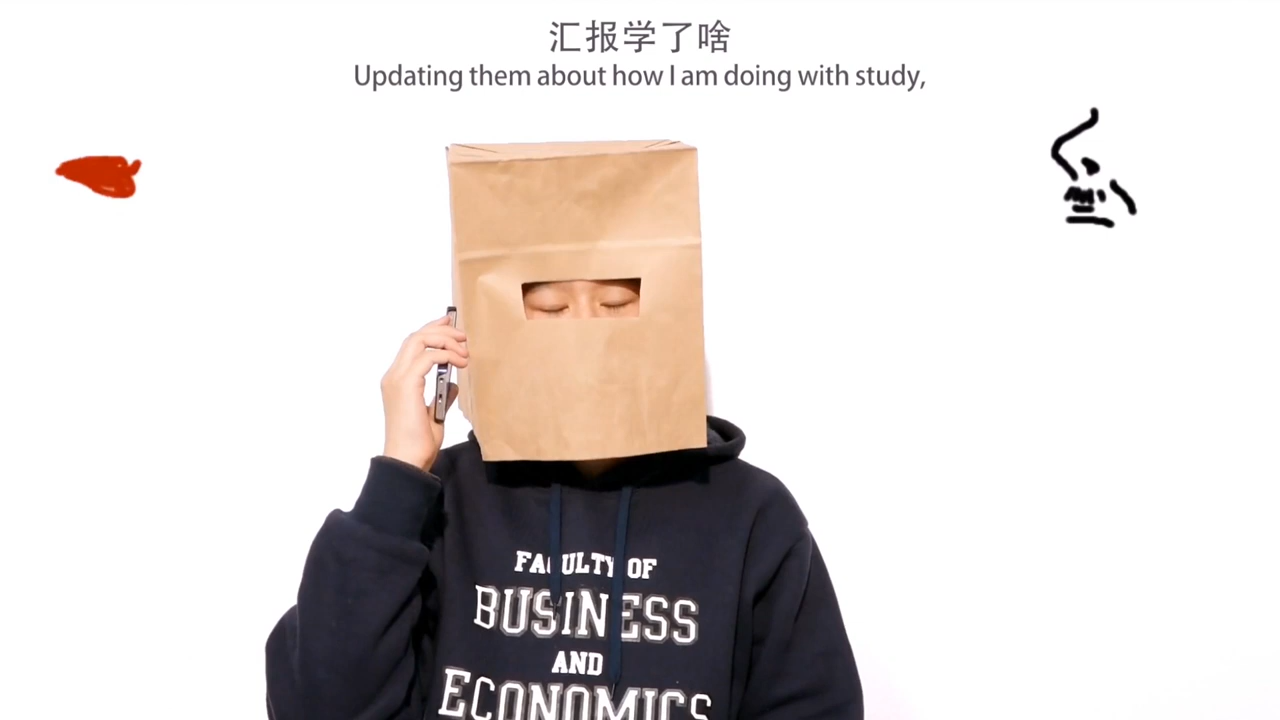 汇报学了啥
Updating them about how I am doing with study,
FACULTY OF
BUSINESS
AND
ECONOMICS